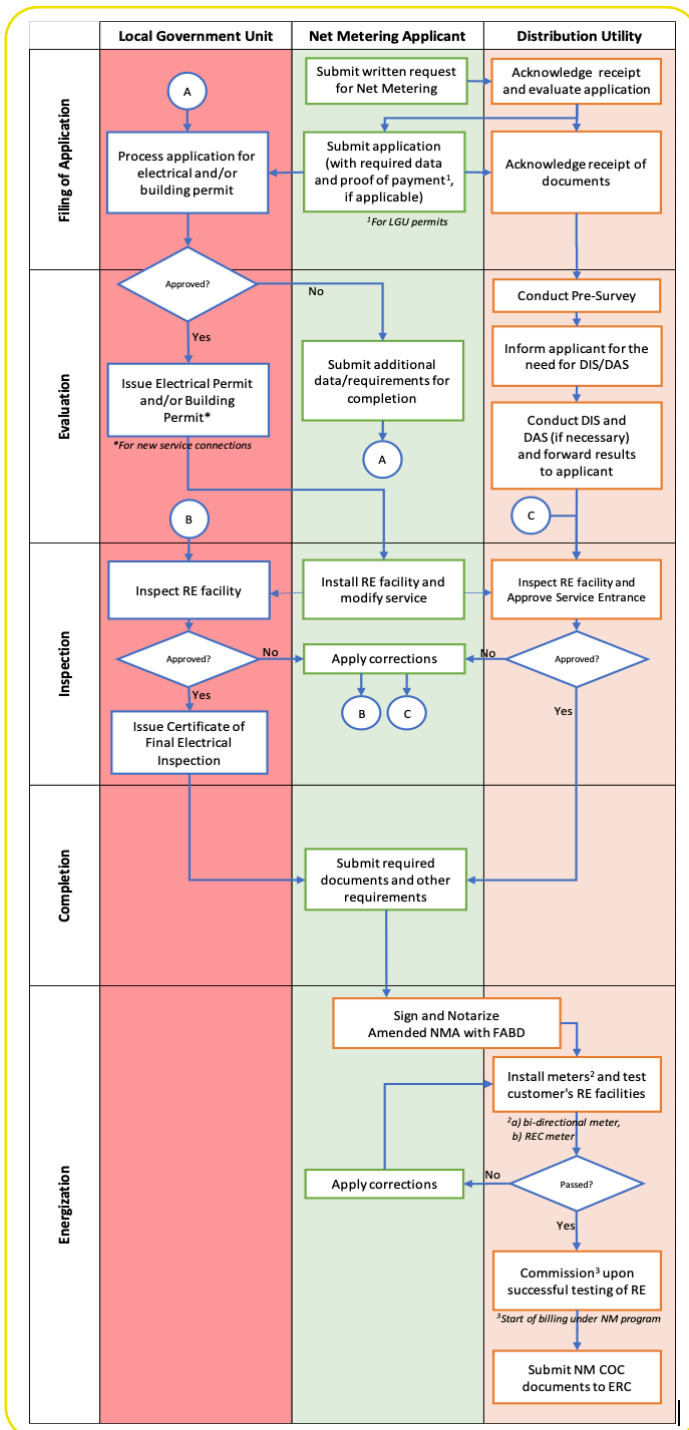 Local Government Unit
Net Metering Applicant
Distribution Utility
Filing of Application
A
Submit written request
for Net Metering
Acknowledge receipt
and evaluate application
Process application for
electrical and/or
building permit
Submit application
(with required data
and proof of payment¹,
if applicable)
Acknowledge receipt of
documents
¹For LGU permits
Evaluation
Approved?
No
Yes
Conduct Pre-Survey
Issue Electrical Permit
and/or Building
Permit*
*For new service connections
Submit additional
data/requirements for
completion
A
Inform applicant for the
need for DIS/DAS
Conduct DIS and
DAS (if necessary)
and forward results
to applicant
B
C
Inspection
Inspect RE facility
Install RE facility and
modify service
Inspect RE facility and
Approve Service Entrance
Approved?
No
Yes
Apply corrections
B
C
No
Approved?
Yes
Issue Certificate of
Final Electrical
Inspection
Completion
Submit required
documents and other
requirements
Energization
Sign and Notarize
Amended NMA with FABD
Install meters² and test
customer's RE facilities
²a) bi-directional meter,
b) REC meter
Passed?
No
Apply corrections
Yes
Commission³ upon
successful testing of RE
³Start of billing under NM program
Submit NM COC
documents to ERC